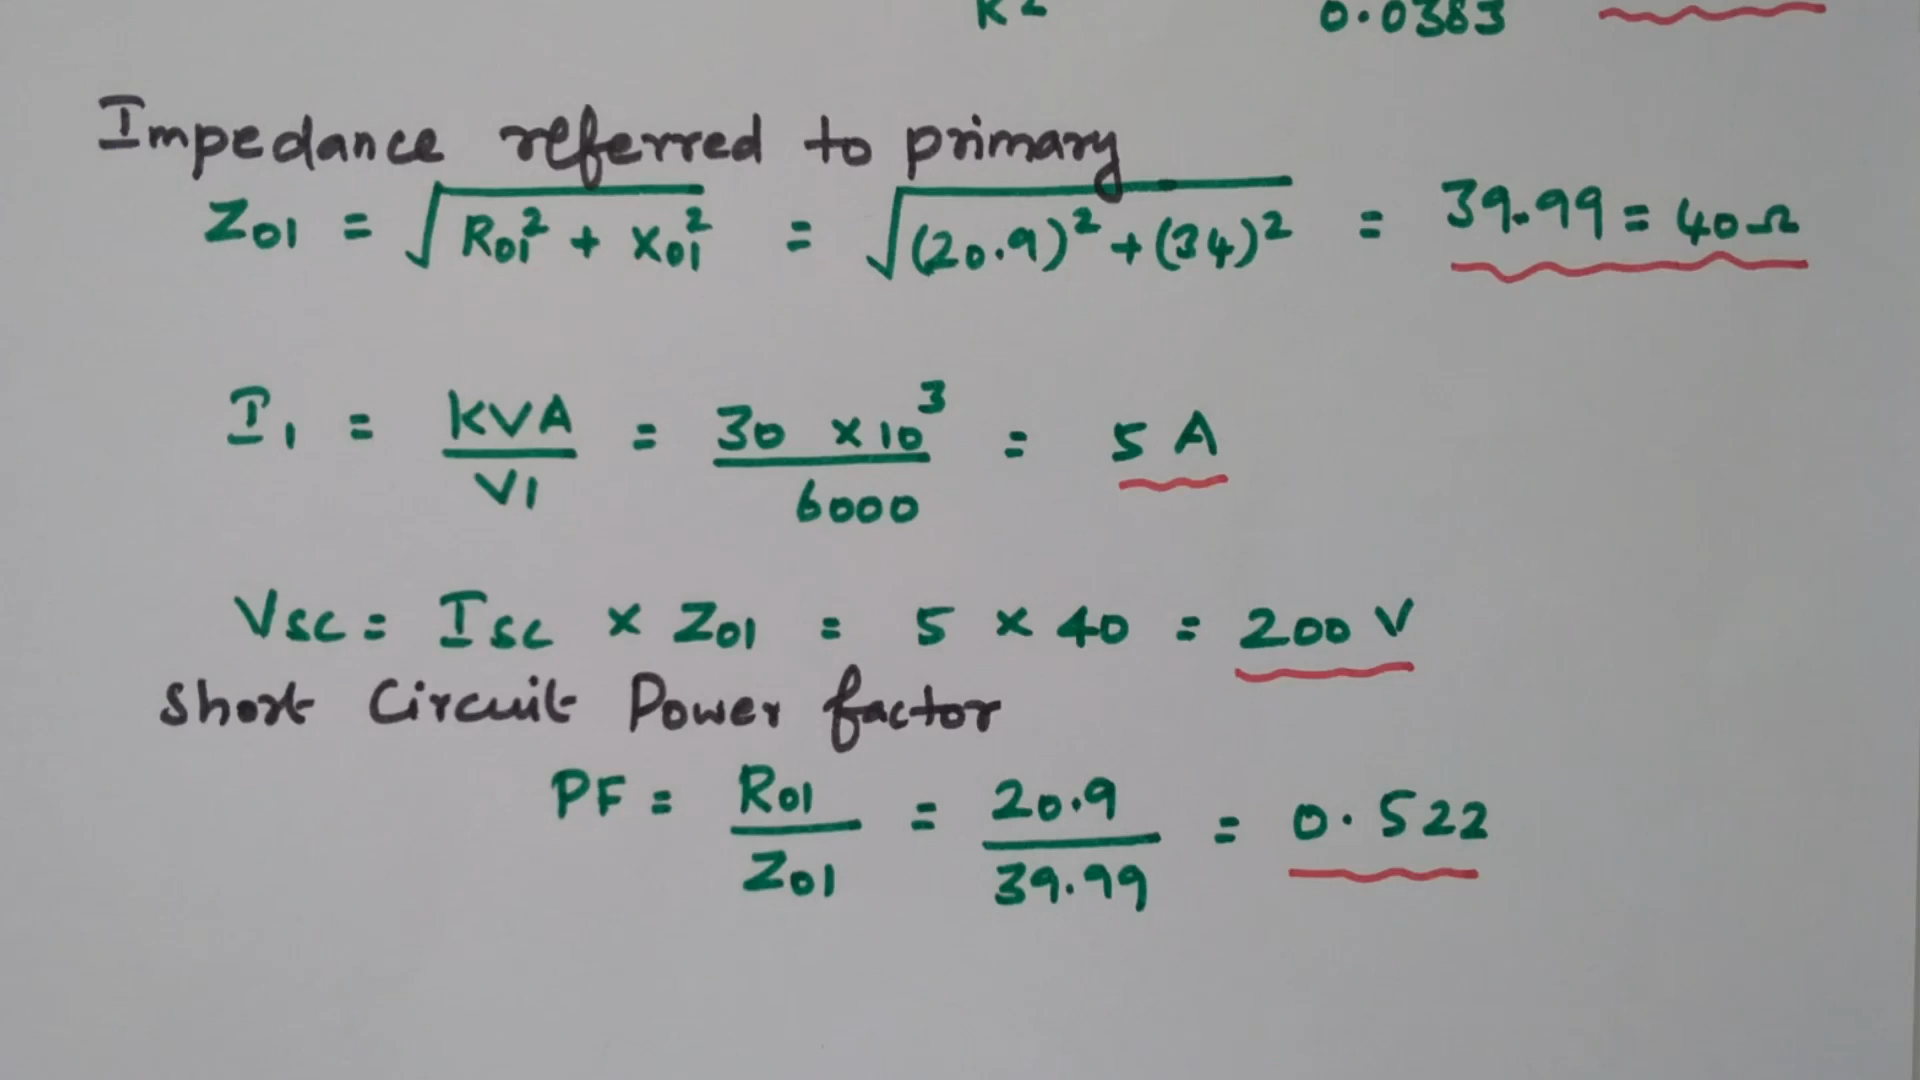 K² 0.0383
Impedance referred to primary
Z01 = √(R01² + X01²) = √((20.9)² + (34)²) = 39.99 = 40Ω
I1 = KVA/V1 = 30 × 10³/6000 = 5 A
Vsc = Isc × Z01 = 5 × 40 = 200 V
Short Circuit Power factor
PF = R01/Z01 = 20.9/39.99 = 0.522